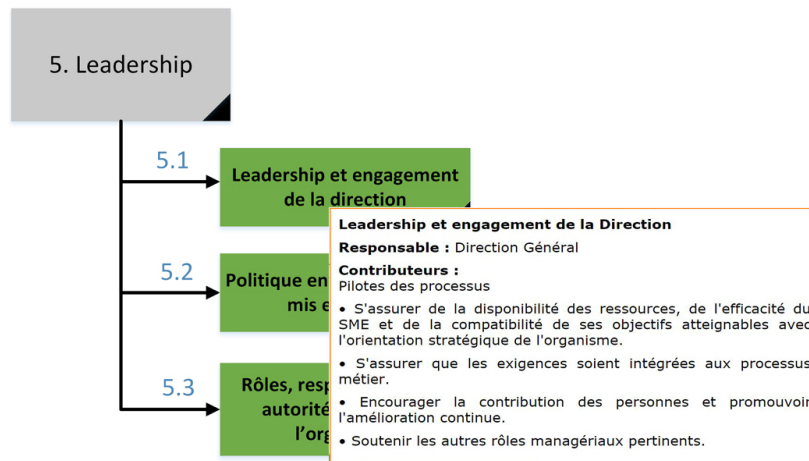 5. Leadership
5.1
Leadership et engagement
de la direction
Leadership et engagement de la Direction
Responsable : Direction Général
Contributeurs :
Pilotes des processus
• S'assurer de la disponibilité des ressources, de l'efficacité du
SME et de la compatibilité de ses objectifs atteignables avec
l'orientation stratégique de l'organisme.
• S'assurer que les exigences soient intégrées aux processus
métier.
• Encourager la contribution des personnes et promouvoir
l'amélioration continue.
• Soutenir les autres rôles managériaux pertinents.
5.2
Politique en
mis e
5.3
Rôles, resp
autorité
l'org